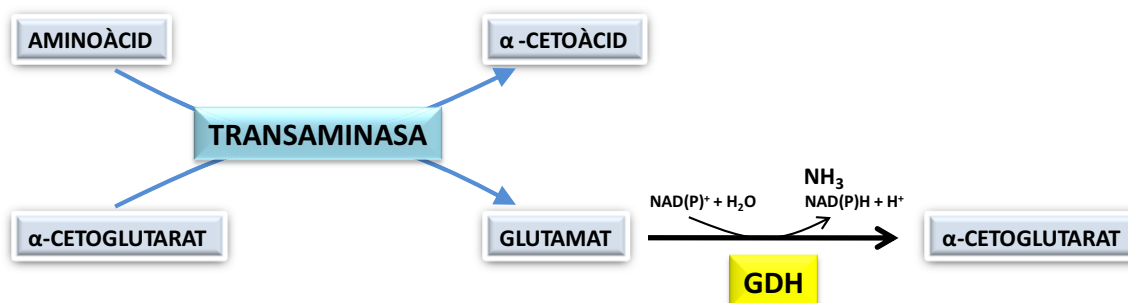 AMINOÀCID
α -CETOÀCID
TRANSAMINASA
α-CETOGLUTARAT
GLUTAMAT
NAD(P)⁺ + H₂O
NH₃
NAD(P)H + H⁺
GDH
α-CETOGLUTARAT